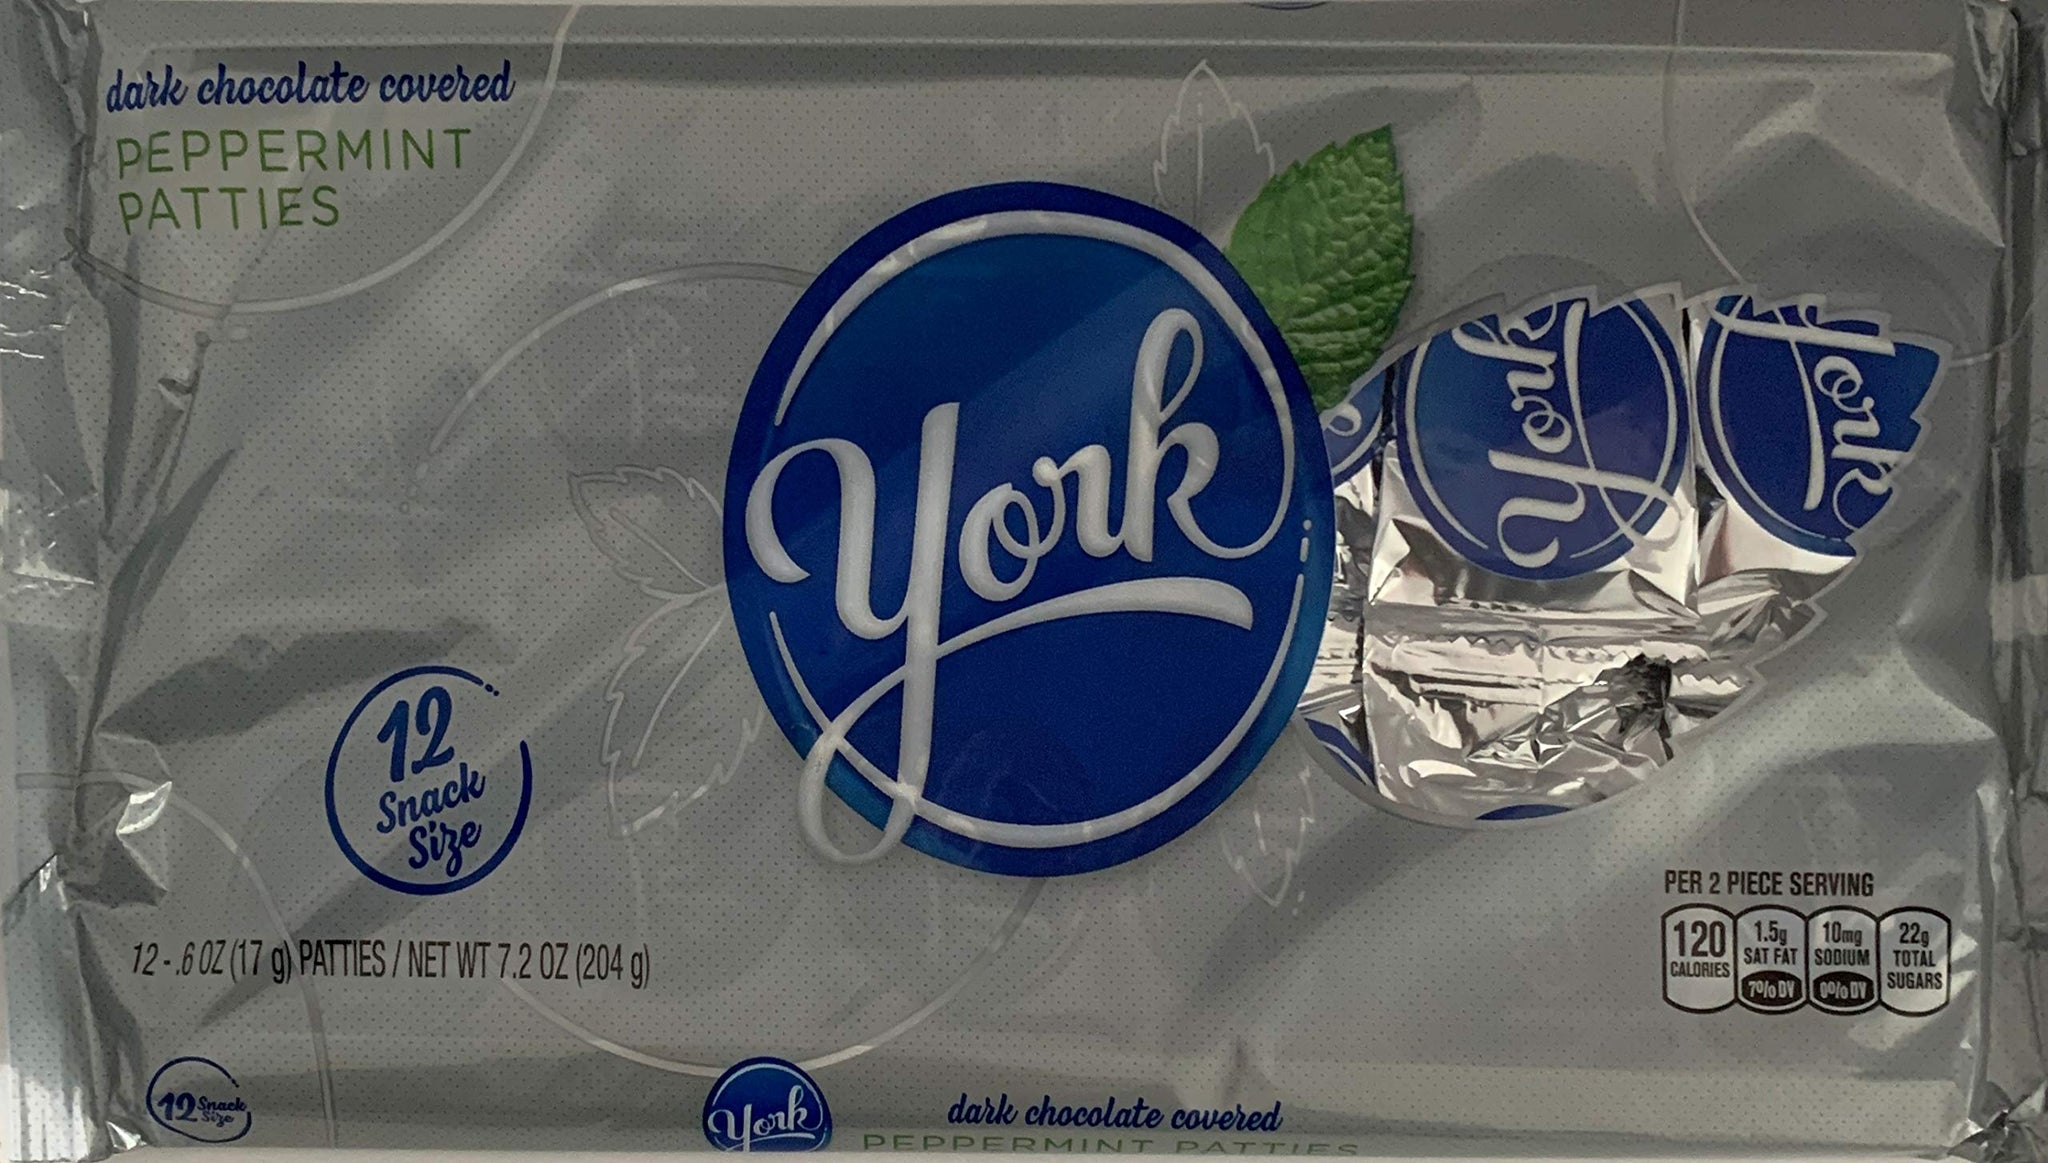 dark chocolate covered
PEPPERMINT
PATTIES
York
York
York
12
Snack
Size
PER 2 PIECE SERVING
120
CALORIES
1.5g
SAT FAT
7% DV
10mg
SODIUM
0% DV
22g
TOTAL
SUGARS
12 - .6 OZ (17 g) PATTIES / NET WT 7.2 OZ (204 g)
12 Snack
Size
York
dark chocolate covered
PEPPERMINT PATTIES